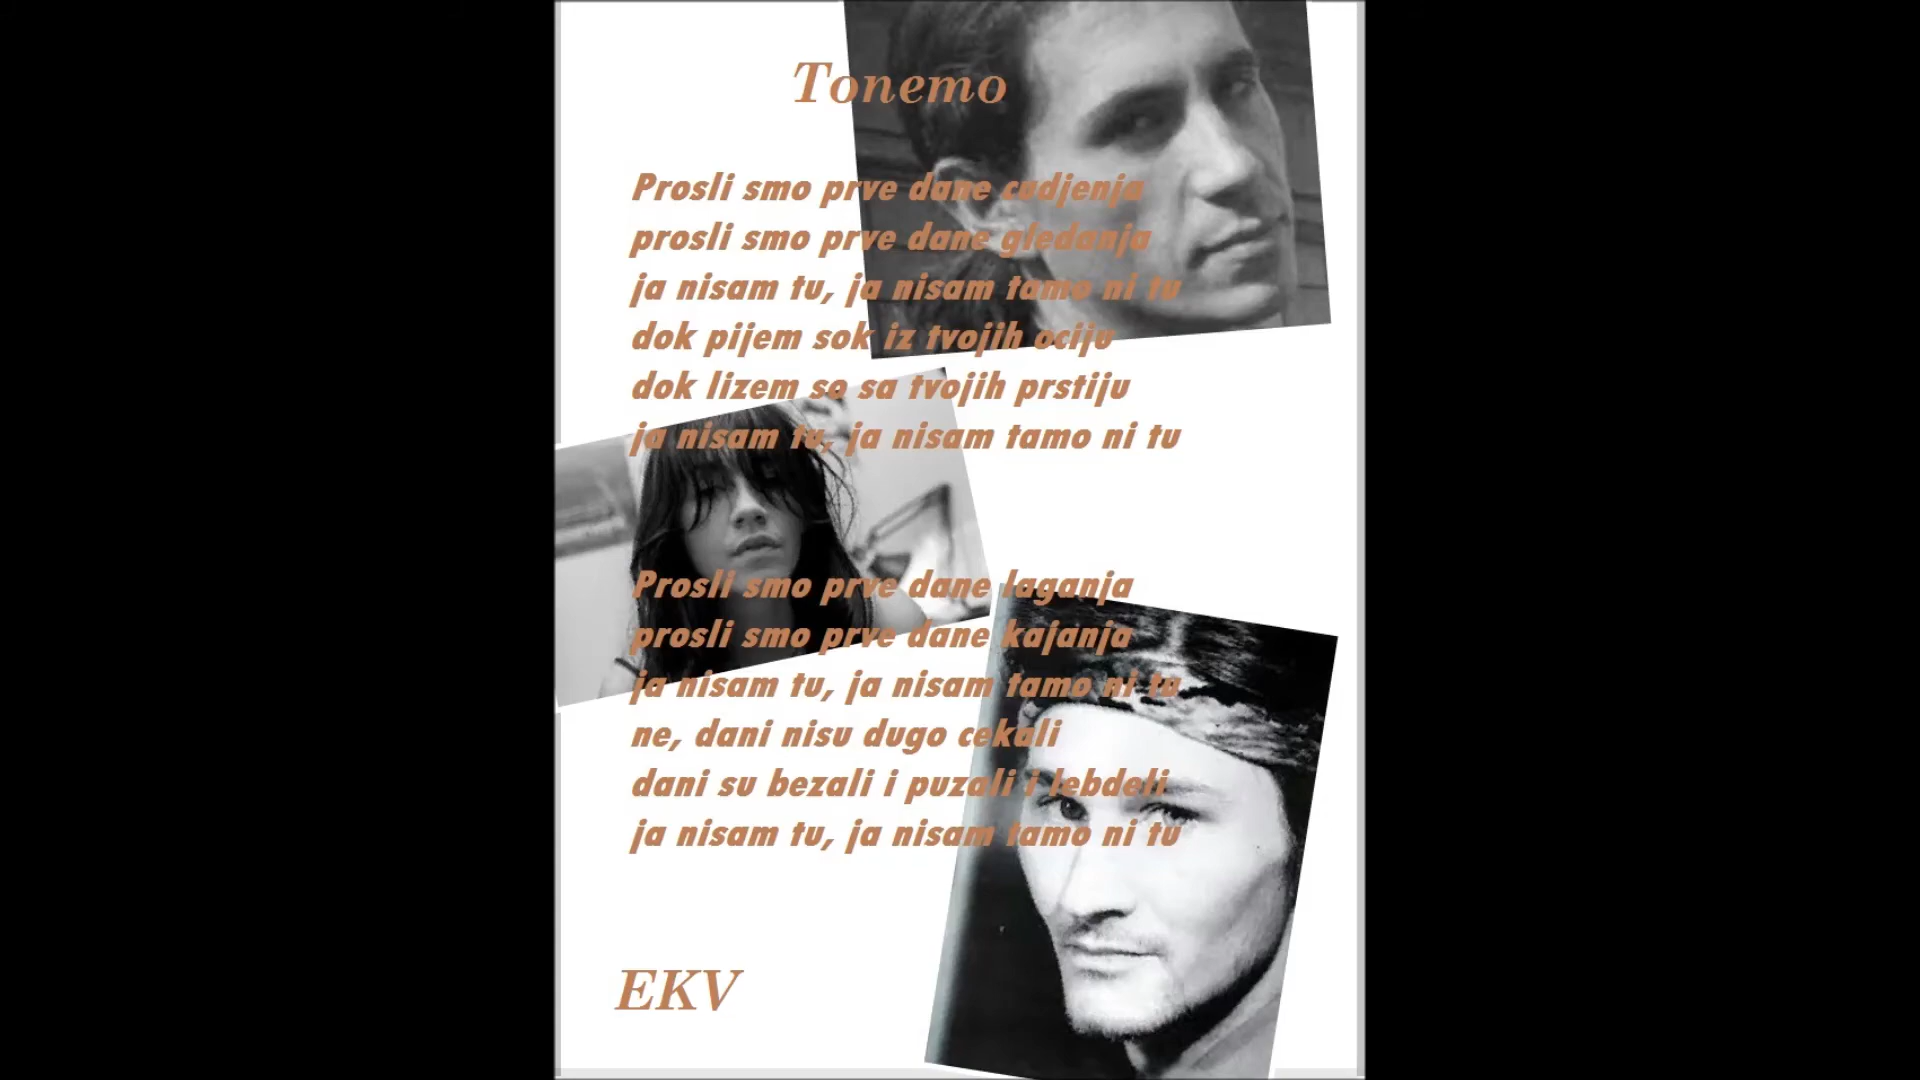 Tonemo
Prosli smo prve dane cudjenja
prosli smo prve dane gledanja
ja nisam tu, ja nisam tamo ni tu
dok pijem sok iz tvojih ociju
dok lizem so sa tvojih prstiju
ja nisam tu, ja nisam tamo ni tu
Prosli smo prve dane laganja
prosli smo prve dane kajanja
ja nisam tu, ja nisam tamo ni tu
ne, dani nisu dugo cekali
dani su bezali i puzali i lebdeli
ja nisam tu, ja nisam tamo ni tu
EKV